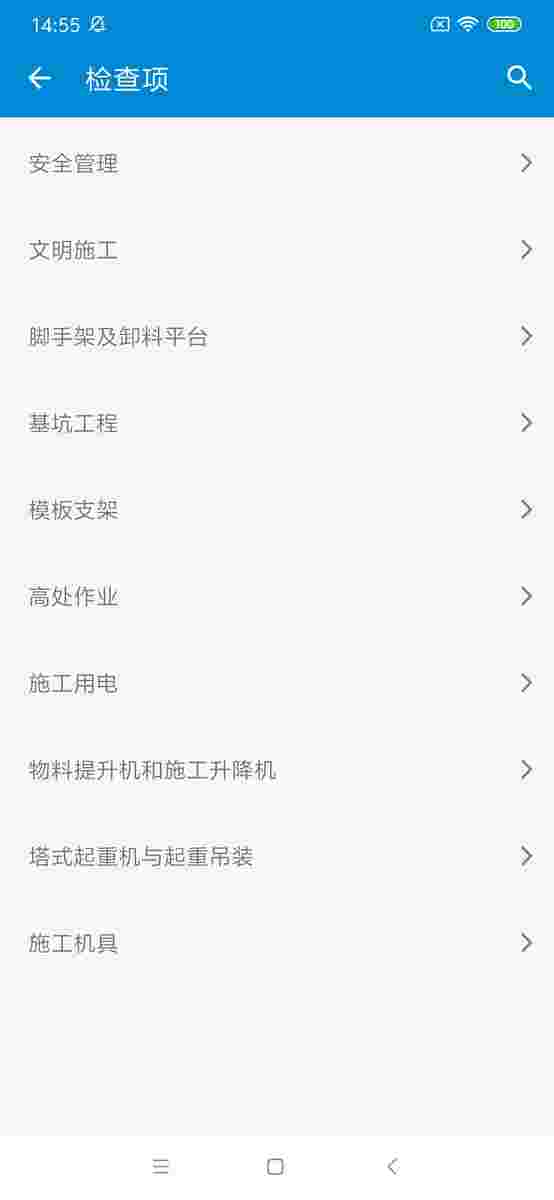 14:55
100
检查项
安全管理
文明施工
脚手架及卸料平台
基坑工程
模板支架
高处作业
施工用电
物料提升机和施工升降机
塔式起重机与起重吊装
施工机具